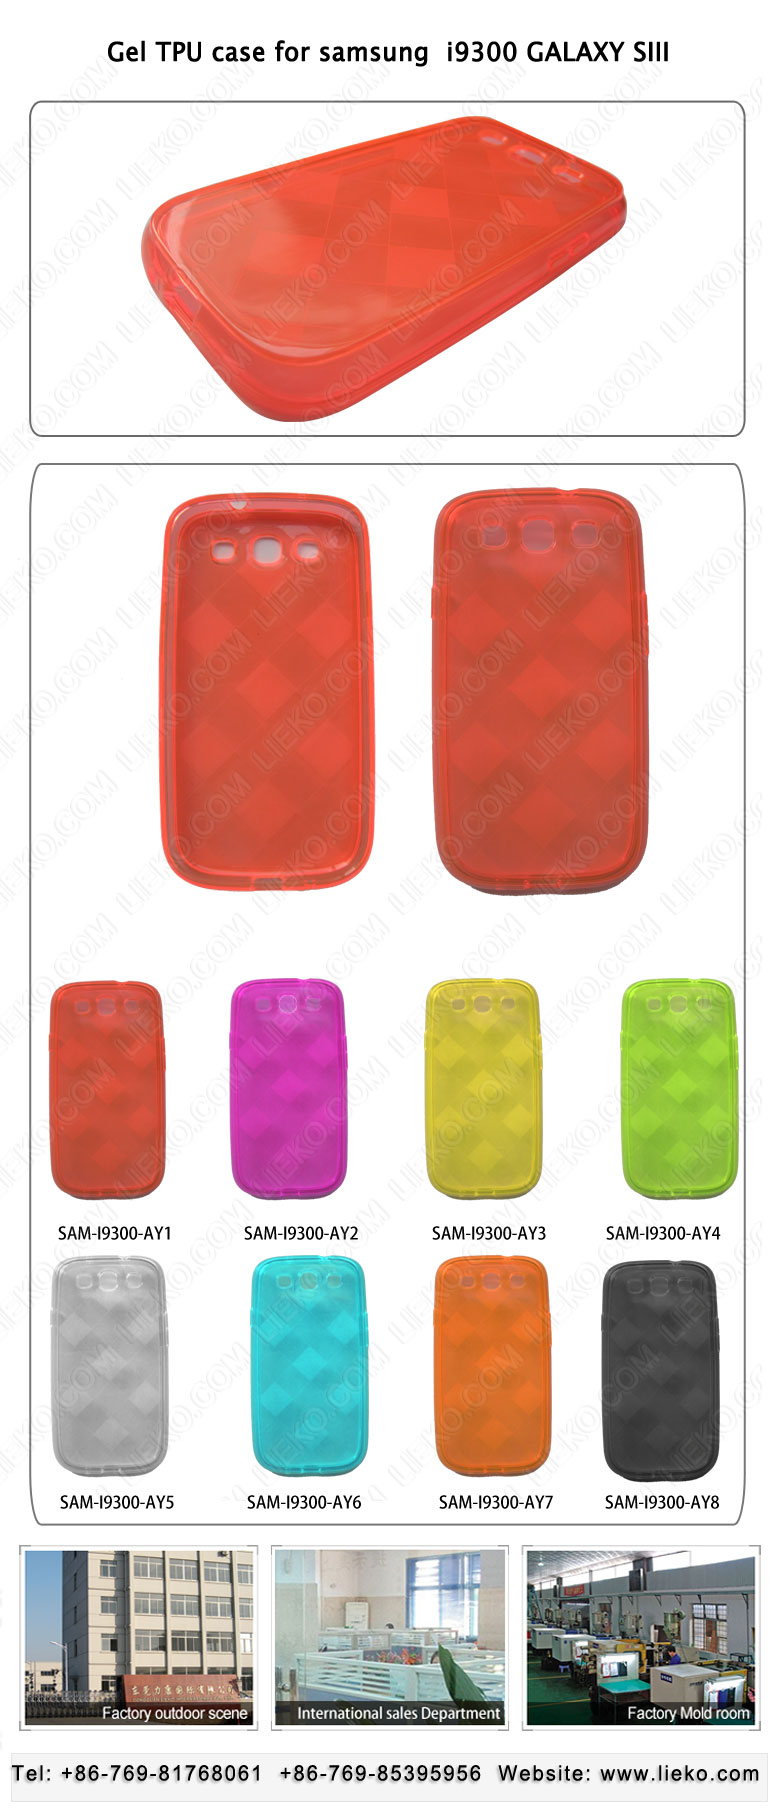 Gel TPU case for samsung i9300 GALAXY SIII
SAM-I9300-AY1 SAM-I9300-AY2 SAM-I9300-AY3 SAM-I9300-AY4
SAM-I9300-AY5 SAM-I9300-AY6 SAM-I9300-AY7 SAM-I9300-AY8
Factory outdoor scene International sales Department Factory Mold room
Tel: +86-769-81768061 +86-769-85395956 Website: www.lieko.com
LIEKO.COM